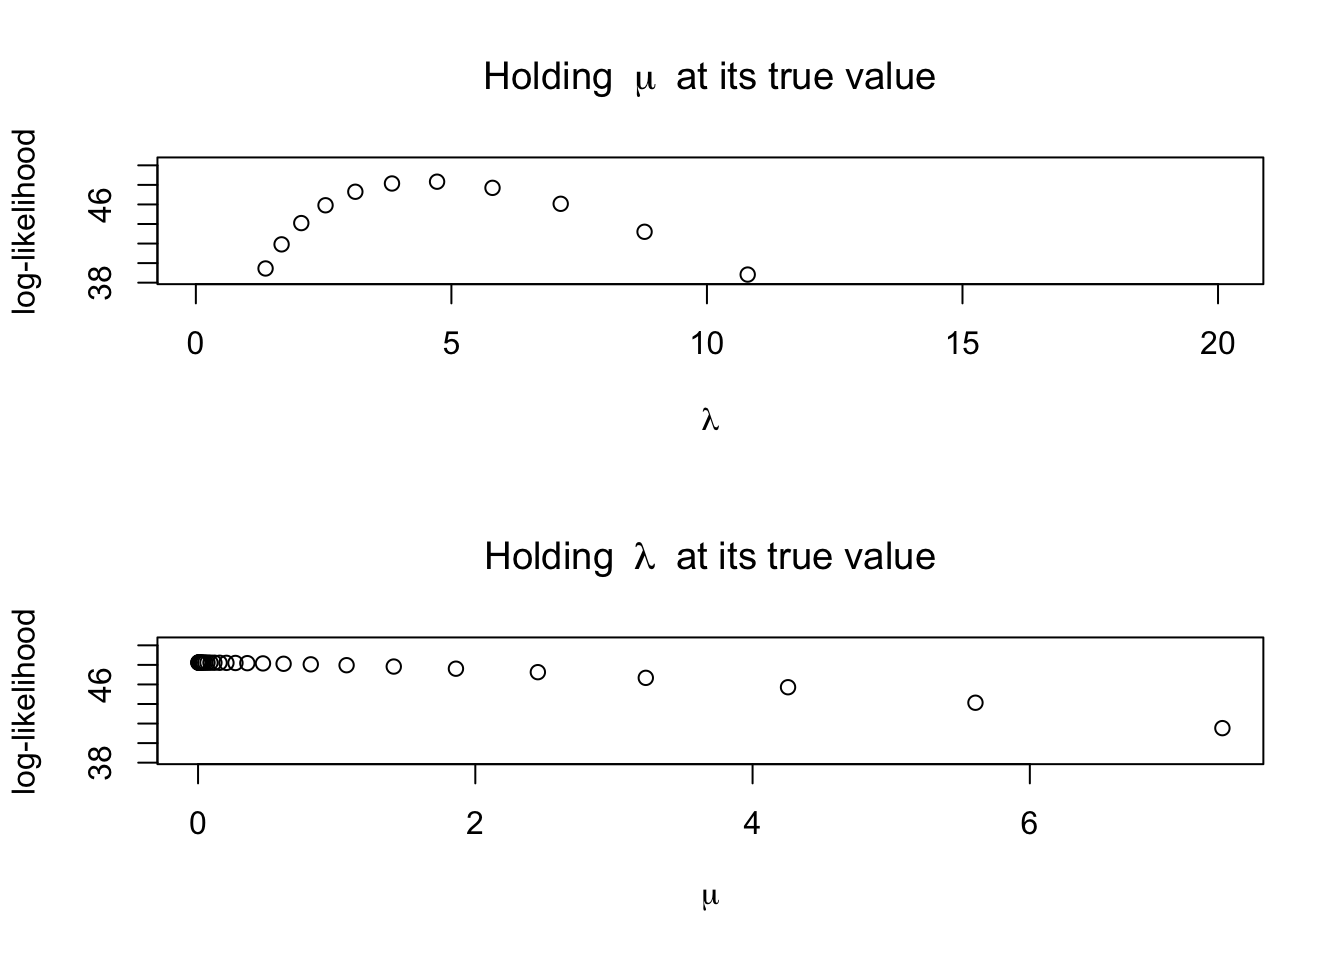 Holding μ at its true value
log-likelihood
38 46
0 5 10 15 20
λ
Holding λ at its true value
log-likelihood
38 46
0 2 4 6
μ